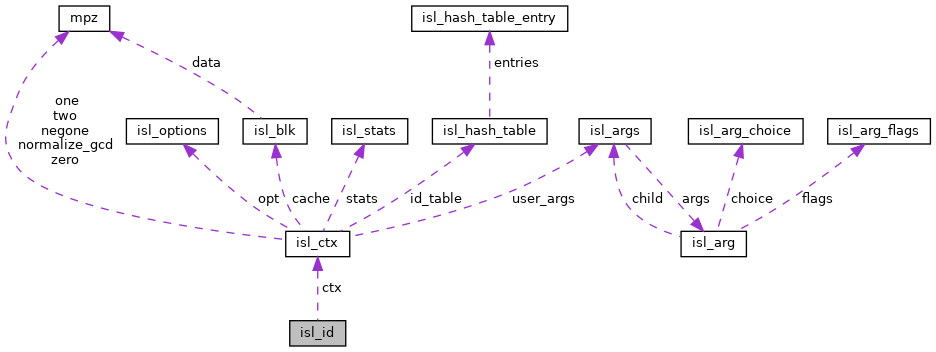 mpz
isl_hash_table_entry
data
entries
one
two
negone
normalize_gcd
zero
isl_options
isl_blk
isl_stats
isl_hash_table
isl_args
isl_arg_choice
isl_arg_flags
opt
cache
stats
id_table
user_args
child
args
choice
flags
isl_ctx
isl_arg
ctx
isl_id